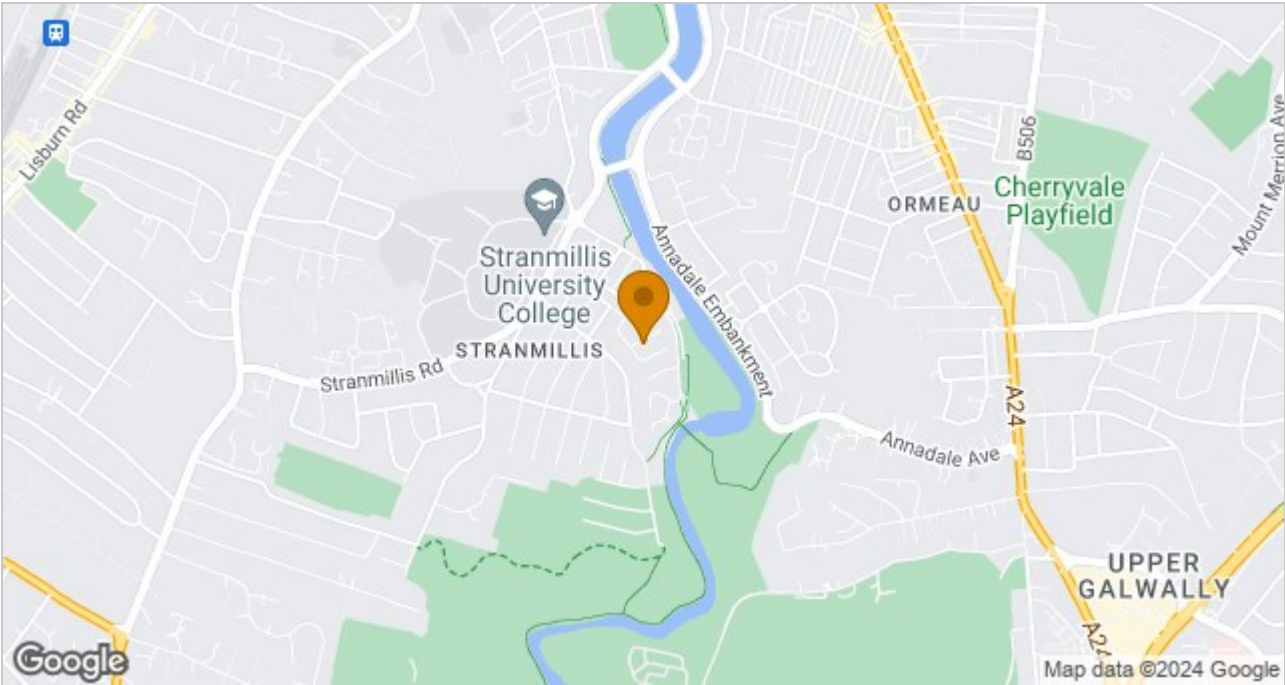 Lisburn Rd
B506
Mount Merrion Ave
Cherryvale
Playfield
ORMEAU
Stranmillis
University
College
Annadale Embankment
STRANMILLIS
Stranmillis Rd
A24
Annadale Ave
UPPER
GALWALLY
A24
Google
Map data ©2024 Google